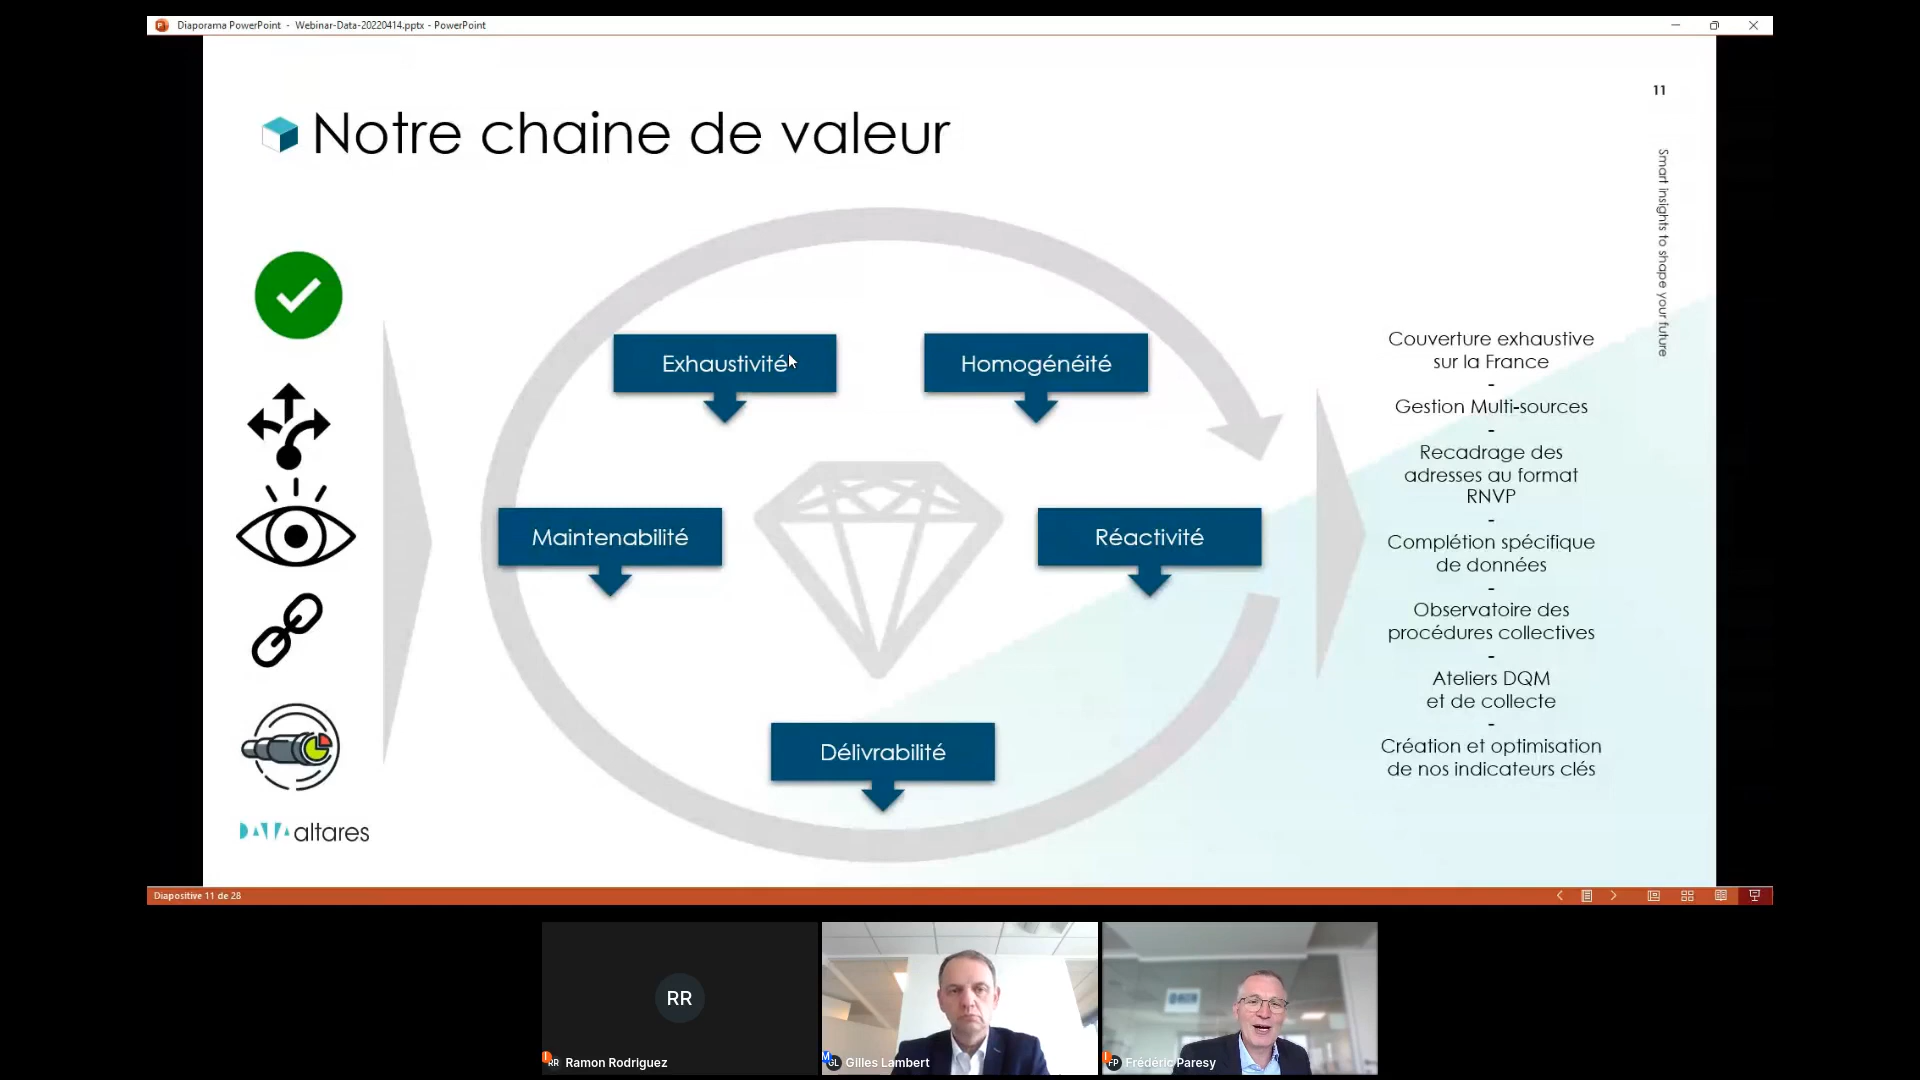 Diaporama PowerPoint - Webinar-Data-20220414.pptx - PowerPoint
11
Notre chaine de valeur
Smart insights to shape your future
Exhaustivité
Homogénéité
Maintenabilité
Réactivité
Délivrabilité
Couverture exhaustive
sur la France
-
Gestion Multi-sources
-
Recadrage des
adresses au format
RNVP
-
Complétion spécifique
de données
-
Observatoire des
procédures collectives
-
Ateliers DQM
et de collecte
-
Création et optimisation
de nos indicateurs clés
DATA altares
Diapositive 11 de 28
RR
RR Ramon Rodriguez
GL Gilles Lambert
FP Frédéric Paresy